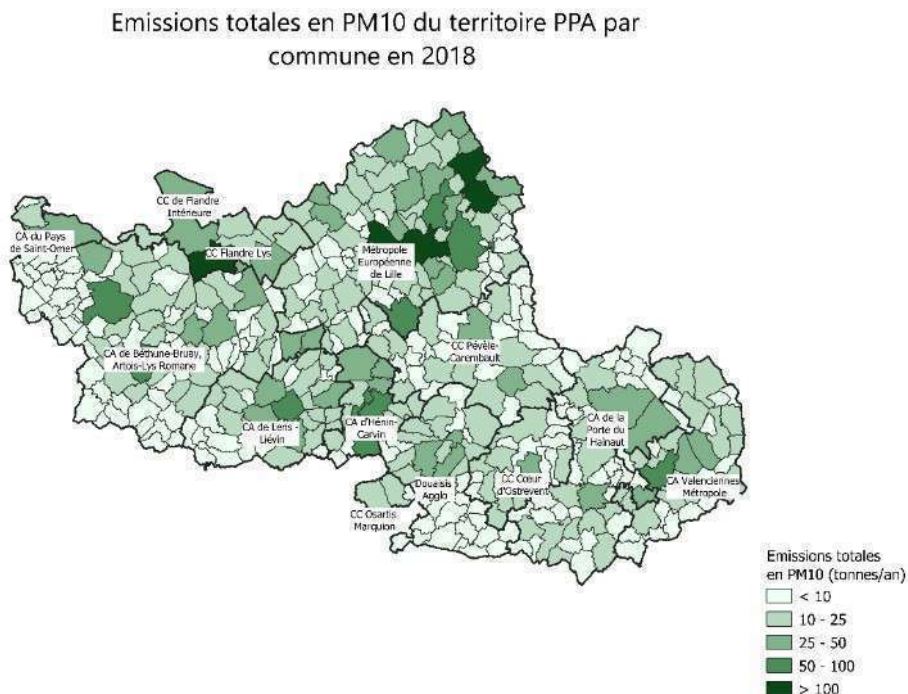 Emissions totales en PM10 du territoire PPA par
commune en 2018
CC de Flandre
Intérieure
CA du Pays
de Saint-Omer
CC Flandre Lys
Métropole
Européenne
de Lille
CC Pévèle-
Carembault
CA de Béthune-Bruay,
Artois-Lys Romane
CA de Lens -
Liévin
CA d'Hénin-
Carvin
CA de la
Porte du
Hainaut
Douaisis
Agglo
CC Cœur
d'Ostrevent
CA Valenciennes
Métropole
CC Osartis
Marquion
Emissions totales
en PM10 (tonnes/an)
< 10
10 - 25
25 - 50
50 - 100
> 100